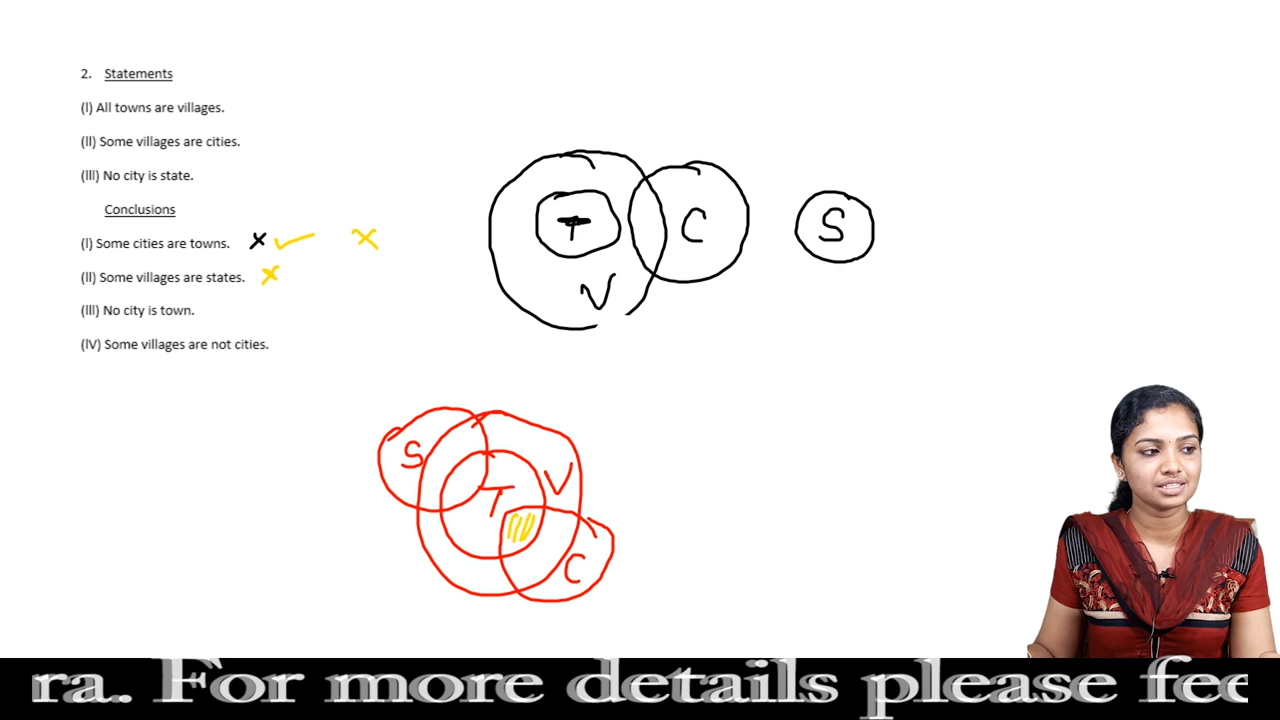 2. Statements
(I) All towns are villages.
(II) Some villages are cities.
(III) No city is state.
Conclusions
(I) Some cities are towns.
(II) Some villages are states.
(III) No city is town.
(IV) Some villages are not cities.
T
V
C
S
S
V
T
C
ra. For more details please fee